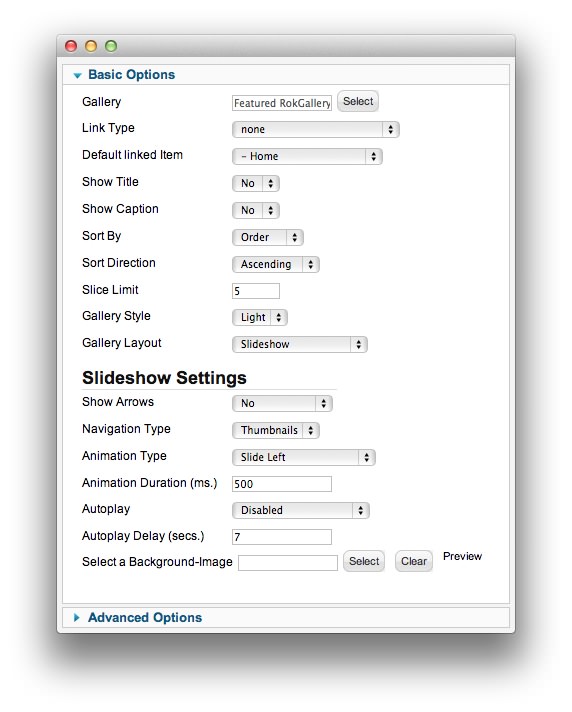 Basic Options
Gallery Featured RokGallery Select
Link Type none
Default linked Item - Home
Show Title No
Show Caption No
Sort By Order
Sort Direction Ascending
Slice Limit 5
Gallery Style Light
Gallery Layout Slideshow
Slideshow Settings
Show Arrows No
Navigation Type Thumbnails
Animation Type Slide Left
Animation Duration (ms.) 500
Autoplay Disabled
Autoplay Delay (secs.) 7
Select a Background-Image Select Clear Preview
Advanced Options